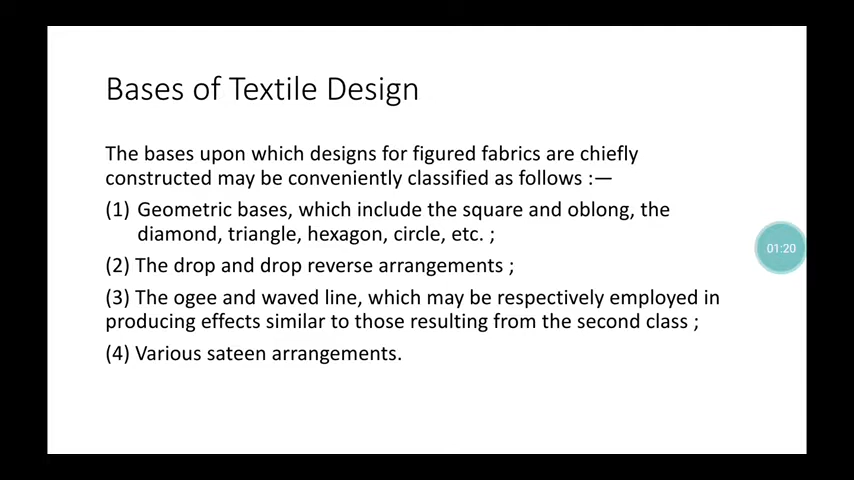 Bases of Textile Design
The bases upon which designs for figured fabrics are chiefly
constructed may be conveniently classified as follows :—
(1) Geometric bases, which include the square and oblong, the
diamond, triangle, hexagon, circle, etc. ;
(2) The drop and drop reverse arrangements ;
(3) The ogee and waved line, which may be respectively employed in
producing effects similar to those resulting from the second class ;
(4) Various sateen arrangements.
01:20